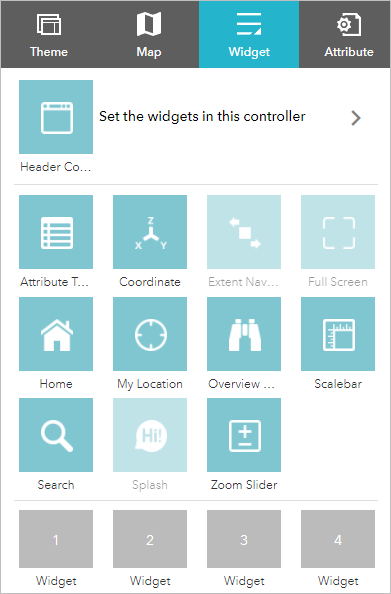 Theme Map Widget Attribute
Set the widgets in this controller
Header Co...
Z
X Y
Attribute T... Coordinate Extent Nav... Full Screen
Home My Location Overview ... Scalebar
Hi!
Search Splash Zoom Slider
1 2 3 4
Widget Widget Widget Widget